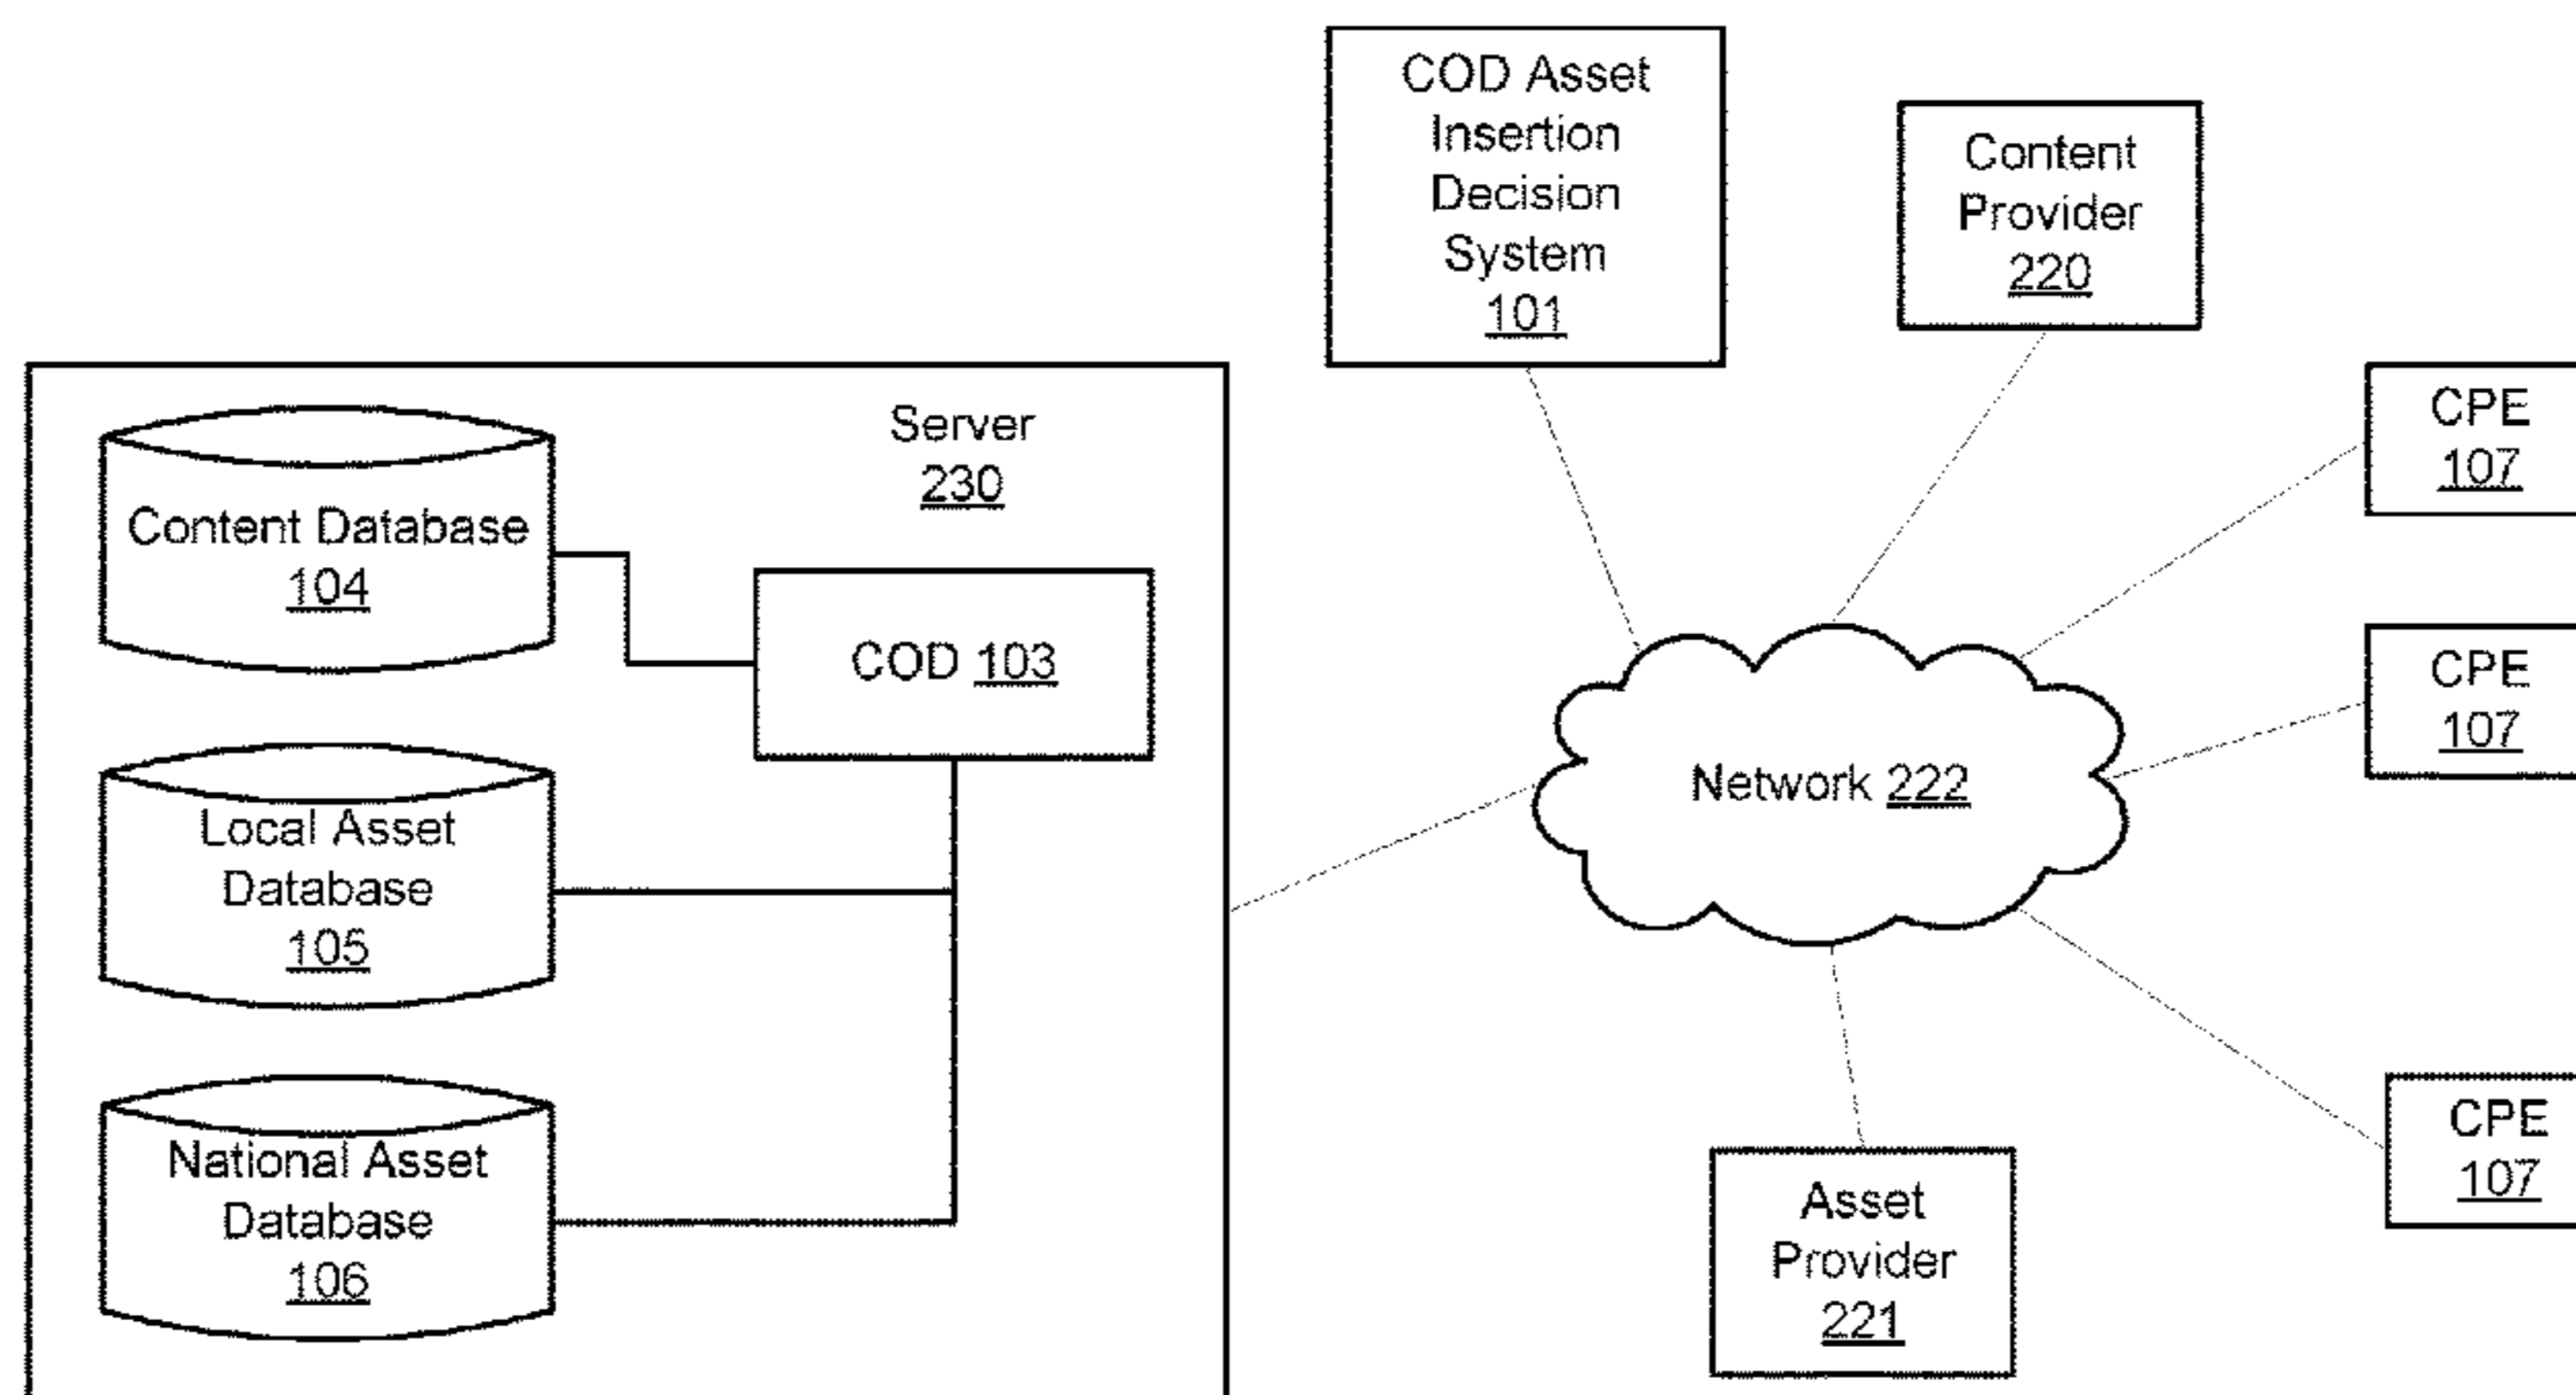 COD Asset
Insertion
Decision
System
101
Content
Provider
220
Server
230
Content Database
104
COD 103
Local Asset
Database
105
National Asset
Database
106
Network 222
CPE
107
CPE
107
CPE
107
Asset
Provider
221